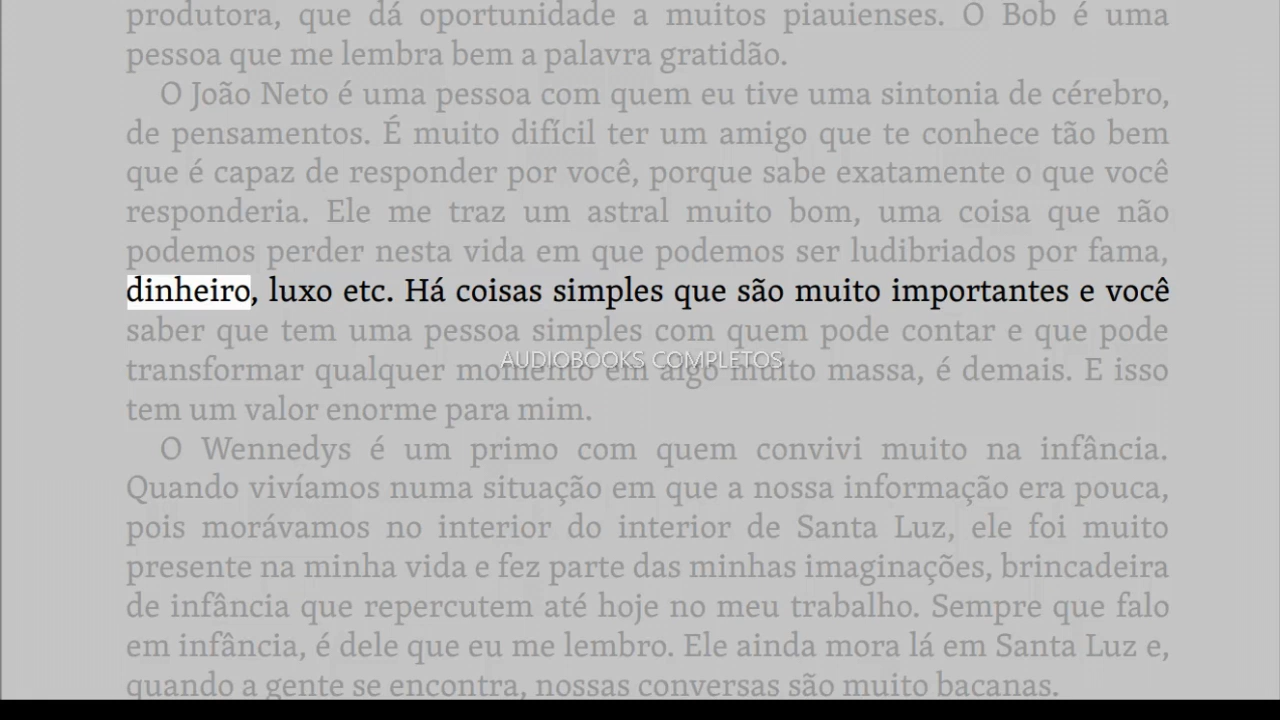 produtora, que dá oportunidade a muitos piauienses. O Bob é uma
pessoa que me lembra bem a palavra gratidão.
O João Neto é uma pessoa com quem eu tive uma sintonia de cérebro,
de pensamentos. É muito difícil ter um amigo que te conhece tão bem
que é capaz de responder por você, porque sabe exatamente o que você
responderia. Ele me traz um astral muito bom, uma coisa que não
podemos perder nesta vida em que podemos ser ludibriados por fama,
dinheiro, luxo etc. Há coisas simples que são muito importantes e você
saber que tem uma pessoa simples com quem pode contar e que pode
AUDIOBOOKS COMPLETOS
transformar qualquer momento em algo muito massa, é demais. E isso
tem um valor enorme para mim.
O Wennedys é um primo com quem convivi muito na infância.
Quando vivíamos numa situação em que a nossa informação era pouca,
pois morávamos no interior do interior de Santa Luz, ele foi muito
presente na minha vida e fez parte das minhas imaginações, brincadeira
de infância que repercutem até hoje no meu trabalho. Sempre que falo
em infância, é dele que eu me lembro. Ele ainda mora lá em Santa Luz e,
quando a gente se encontra, nossas conversas são muito bacanas.